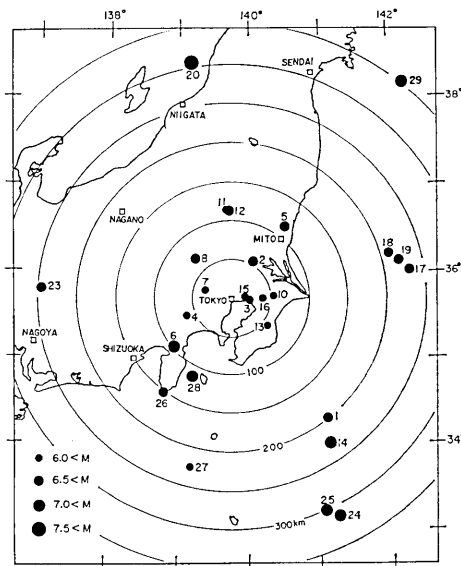 138°
140°
142°
SENDAI
20
29
38°
NIIGATA
11
12
5
NAGANO
MITO
18
19
17
8
2
36°
23
7
15
10
TOKYO
3
16
4
13
NAGOYA
6
SHIZUOKA
100
28
26
1
200
14
34°
27
6.0 < M
6.5 < M
7.0 < M
7.5 < M
25
24
300km